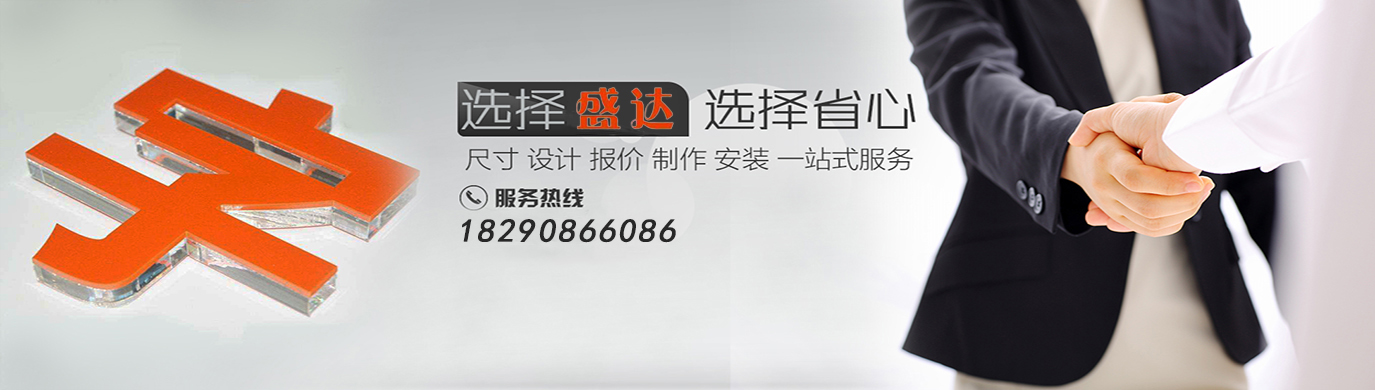 选择 盛达 选择省心
尺寸 设计 报价 制作 安装 一站式服务
服务热线
18290866086